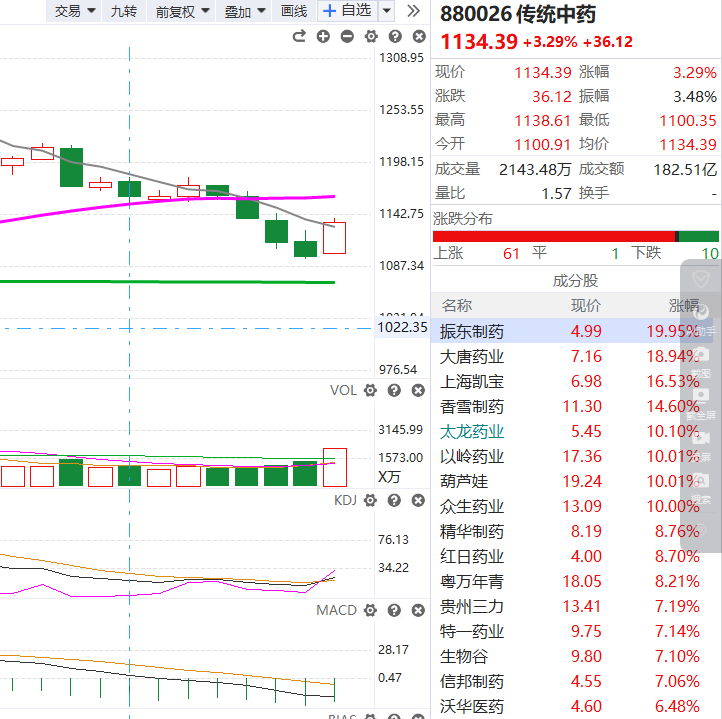 交易 九转 前复权 叠加 画线 + 自选 >>
880026 传统中药
1134.39 +3.29% +36.12
现价 1134.39 涨幅 3.29%
涨跌 36.12 振幅 3.48%
最高 1138.61 最低 1100.35
今开 1100.91 均价 1134.39
成交量 2143.48万 成交额 182.51亿
量比 1.57 换手 -
涨跌分布
上涨 61 平 1 下跌 10
成分股
名称 现价 涨幅
振东制药 4.99 19.95%
大唐药业 7.16 18.94%
上海凯宝 6.98 16.53%
香雪制药 11.30 14.60%
太龙药业 5.45 10.10%
以岭药业 17.36 10.01%
葫芦娃 19.24 10.01%
众生药业 13.09 10.00%
精华制药 8.19 8.76%
红日药业 4.00 8.70%
粤万年青 18.05 8.21%
贵州三力 13.41 7.19%
特一药业 9.75 7.14%
生物谷 9.80 7.10%
信邦制药 4.55 7.06%
沃华医药 4.60 6.48%
1308.95
1253.55
1198.15
1142.75
1087.34
1022.35
976.54
VOL
3145.99
1573.00
X万
KDJ
76.13
34.22
MACD
28.17
0.47
BIAS